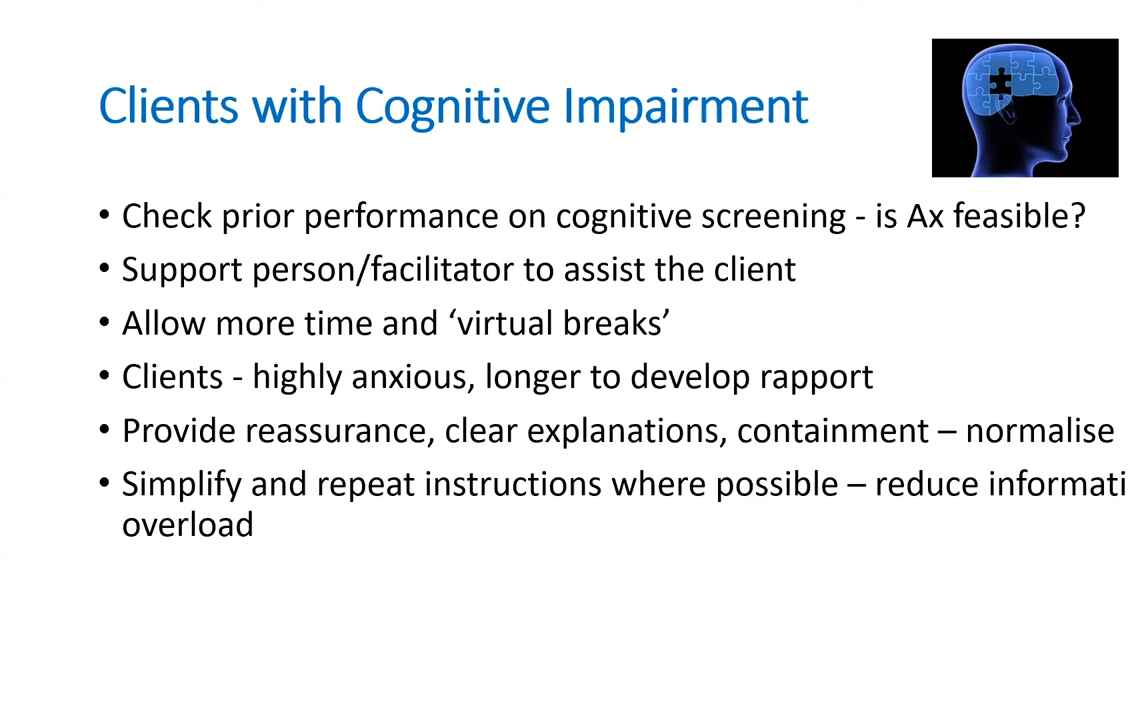 Clients with Cognitive Impairment
• Check prior performance on cognitive screening - is Ax feasible?
• Support person/facilitator to assist the client
• Allow more time and ‘virtual breaks’
• Clients - highly anxious, longer to develop rapport
• Provide reassurance, clear explanations, containment – normalise
• Simplify and repeat instructions where possible – reduce informati
overload